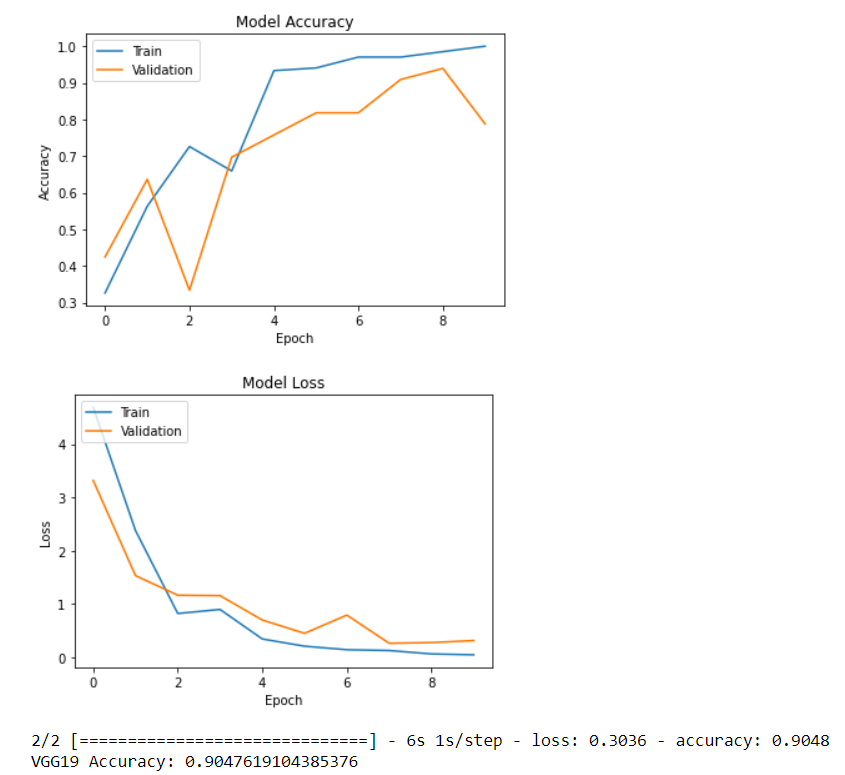 Model Accuracy
Train
Validation
1.0
0.9
0.8
0.7
0.6
0.5
0.4
0.3
Accuracy
0 2 4 6 8
Epoch
Model Loss
Train
Validation
4
3
2
1
0
Loss
0 2 4 6 8
Epoch
2/2 [==============================] - 6s 1s/step - loss: 0.3036 - accuracy: 0.9048
VGG19 Accuracy: 0.9047619104385376